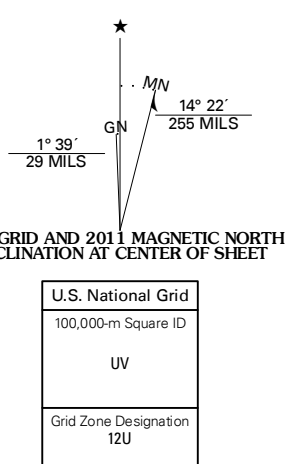 ★
MN
GN
14° 22´
255 MILS
1° 39´
29 MILS
GRID AND 2011 MAGNETIC NORTH
CLINATION AT CENTER OF SHEET
U.S. National Grid
100,000-m Square ID
UV
Grid Zone Designation
12U